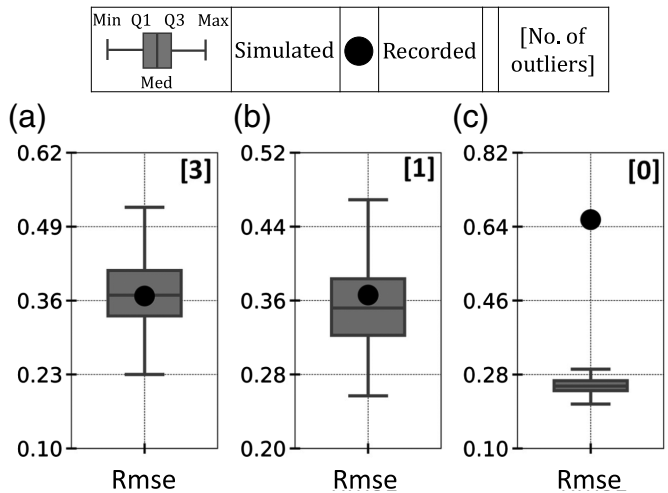 Min Q1 Q3 Max
Med
Simulated
Recorded
[No. of
outliers]
(a)
(b)
(c)
0.62
0.49
0.36
0.23
0.10
[3]
Rmse
0.52
0.44
0.36
0.28
0.20
[1]
Rmse
0.82
0.64
0.46
0.28
0.10
[0]
Rmse